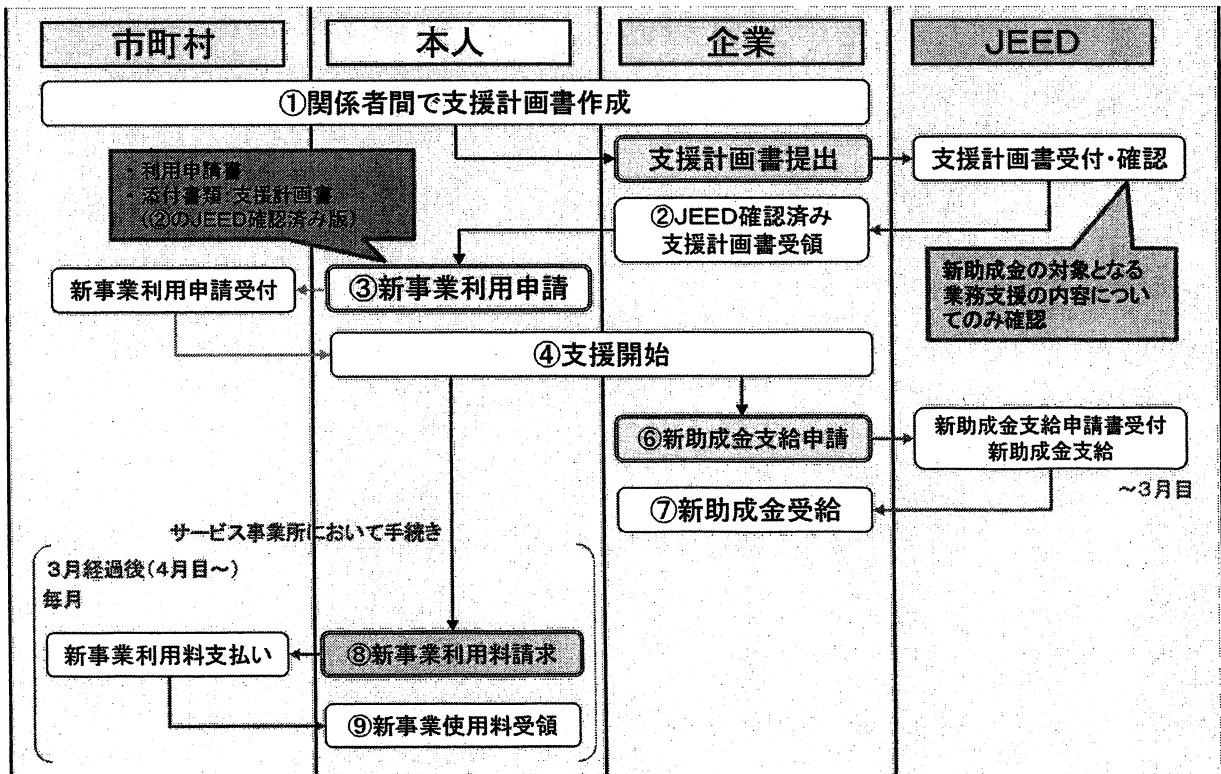 市町村
本人
企業
JEED
①関係者間で支援計画書作成
支援計画書提出
支援計画書受付・確認
利用申請書
添付書類:支援計画書
(②のJEED確認済み版)
②JEED確認済み
支援計画書受領
新助成金の対象となる
業務支援の内容につい
てのみ確認
新事業利用申請受付
③新事業利用申請
④支援開始
⑥新助成金支給申請
新助成金支給申請書受付
新助成金支給
~3月目
⑦新助成金受給
サービス事業所において手続き
3月経過後(4月目~)
毎月
新事業利用料支払い
⑧新事業利用料請求
⑨新事業使用料受領